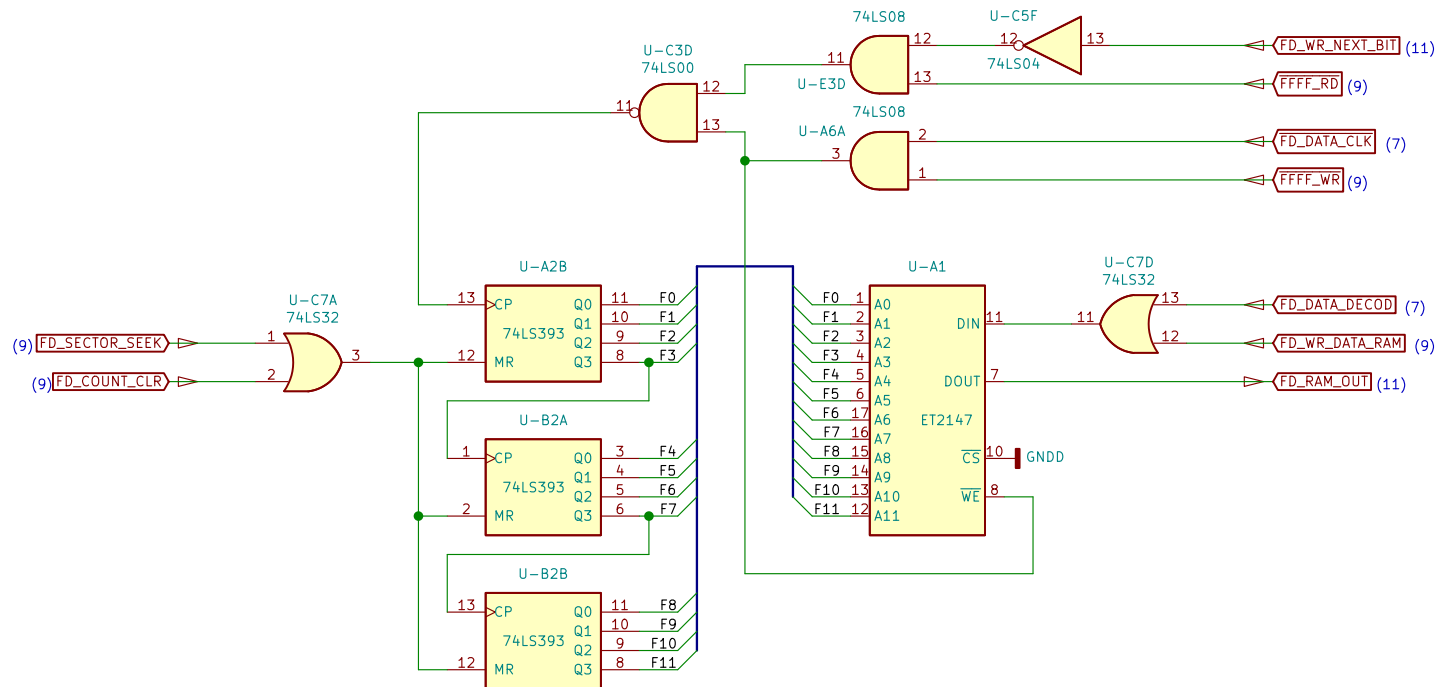 74LS08
U-C5F
12
12
13
FD_WR_NEXT_BIT (11)
74LS04
U-C3D
74LS00
11
U-E3D
13
FFFF_RD (9)
12
11
13
74LS08
U-A6A
2
FD_DATA_CLK (7)
3
1
FFFF_WR (9)
U-A2B
13 CP Q0 11 F0
Q1 10 F1
74LS393
Q2 9 F2
12 MR Q3 8 F3
U-C7A
74LS32
(9) FD_SECTOR_SEEK 1
3
(9) FD_COUNT_CLR 2
U-B2A
1 CP Q0 3 F4
Q1 4 F5
74LS393
Q2 5 F6
2 MR Q3 6 F7
U-B2B
13 CP Q0 11 F8
Q1 10 F9
74LS393
Q2 9 F10
12 MR Q3 8 F11
U-A1
F0 1 A0
F1 2 A1
F2 3 A2
F3 4 A3
F4 5 A4
F5 6 A5
F6 17 A6
F7 16 A7
F8 15 A8
F9 14 A9
F10 13 A10
F11 12 A11
DIN 11
DOUT 7
ET2147
CS 10 GNDD
WE 8
U-C7D
74LS32
11
13 FD_DATA_DECOD (7)
12 FD_WR_DATA_RAM (9)
FD_RAM_OUT (11)